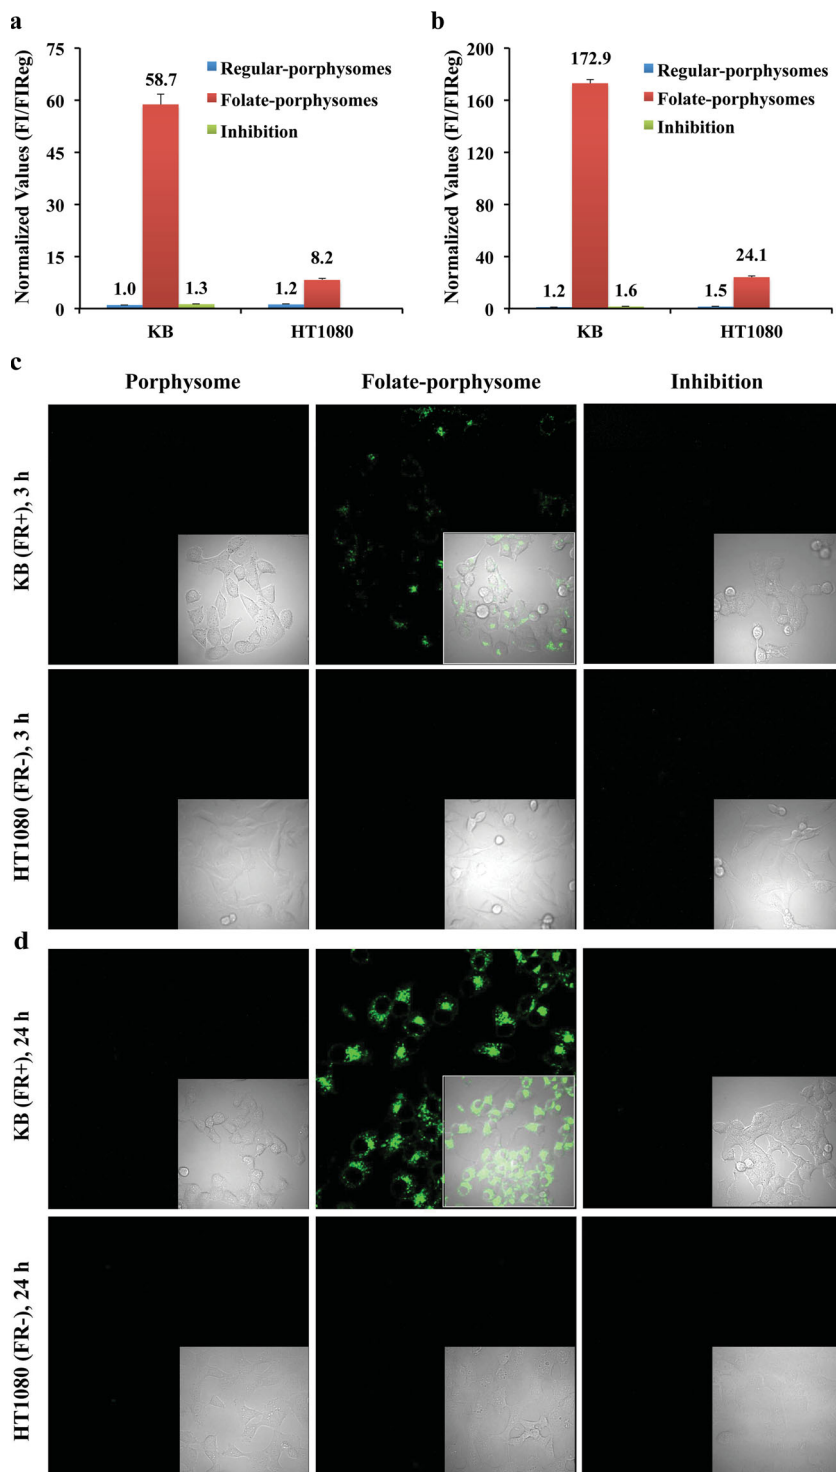 a
Normalized Values (FI/FIReg)
75
60
45
30
15
0
58.7
1.0
1.3
1.2
8.2
Regular-porphysomes
Folate-porphysomes
Inhibition
KB
HT1080
b
Normalized Values (FI/FIReg)
200
160
120
80
40
0
172.9
1.2
1.6
1.5
24.1
Regular-porphysomes
Folate-porphysomes
Inhibition
KB
HT1080
c
Porphysome
Folate-porphysome
Inhibition
KB (FR+), 3 h
HT1080 (FR-), 3 h
d
KB (FR+), 24 h
HT1080 (FR-), 24 h